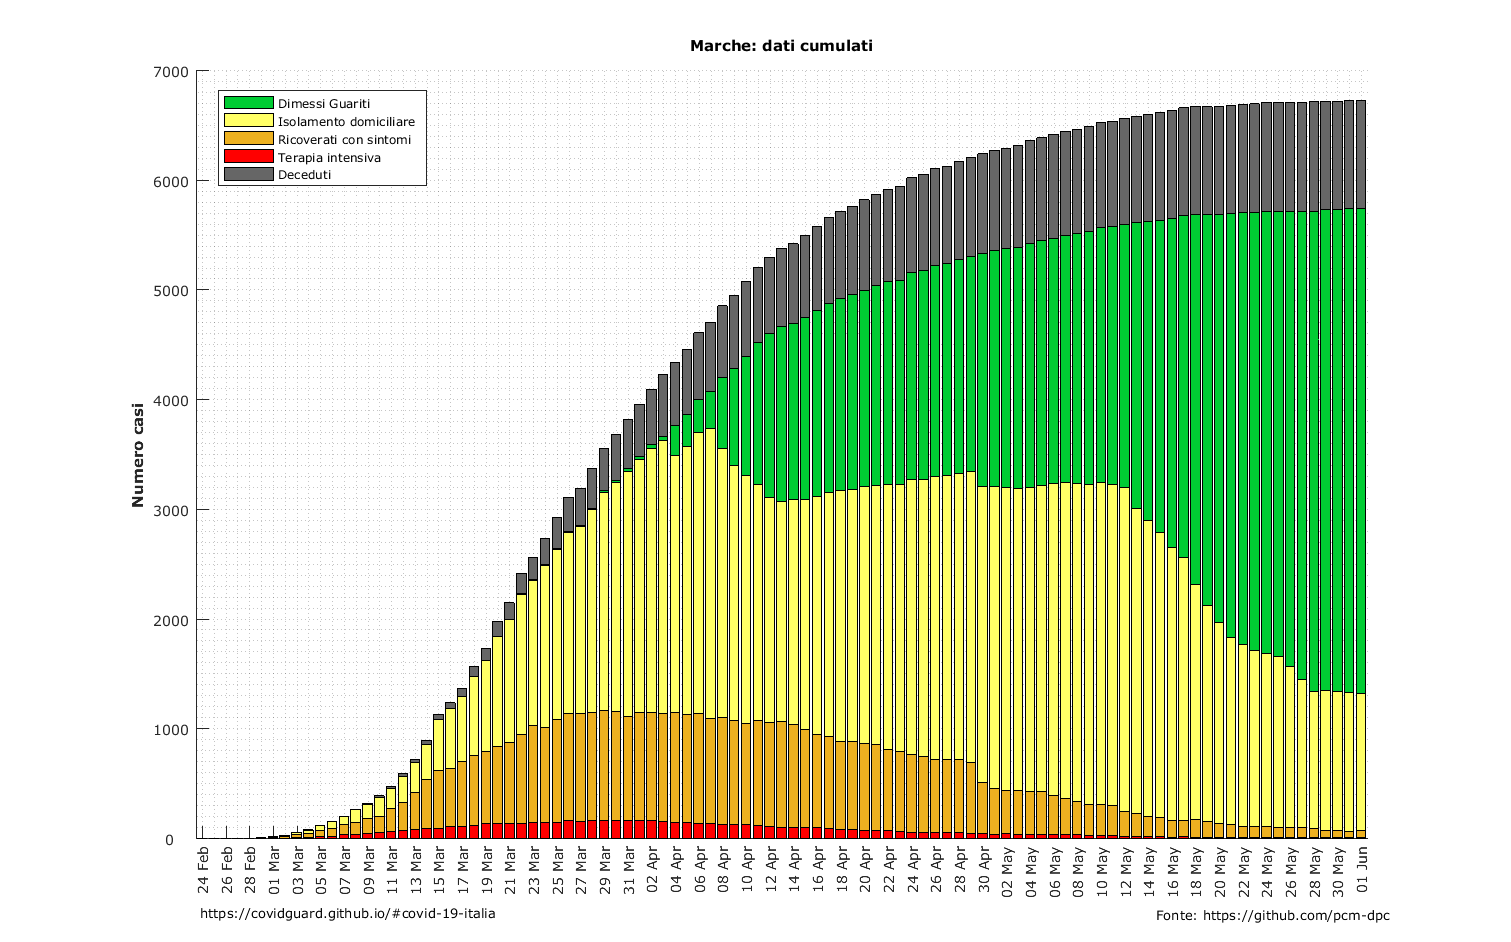 Marche: dati cumulati
Numero casi
7000
6000
5000
4000
3000
2000
1000
0
Dimessi Guariti
Isolamento domiciliare
Ricoverati con sintomi
Terapia intensiva
Deceduti
24 Feb
26 Feb
28 Feb
01 Mar
03 Mar
05 Mar
07 Mar
09 Mar
11 Mar
13 Mar
15 Mar
17 Mar
19 Mar
21 Mar
23 Mar
25 Mar
27 Mar
29 Mar
31 Mar
02 Apr
04 Apr
06 Apr
08 Apr
10 Apr
12 Apr
14 Apr
16 Apr
18 Apr
20 Apr
22 Apr
24 Apr
26 Apr
28 Apr
30 Apr
02 May
04 May
06 May
08 May
10 May
12 May
14 May
16 May
18 May
20 May
22 May
24 May
26 May
28 May
30 May
01 Jun
https://covidguard.github.io/#covid-19-italia
Fonte: https://github.com/pcm-dpc